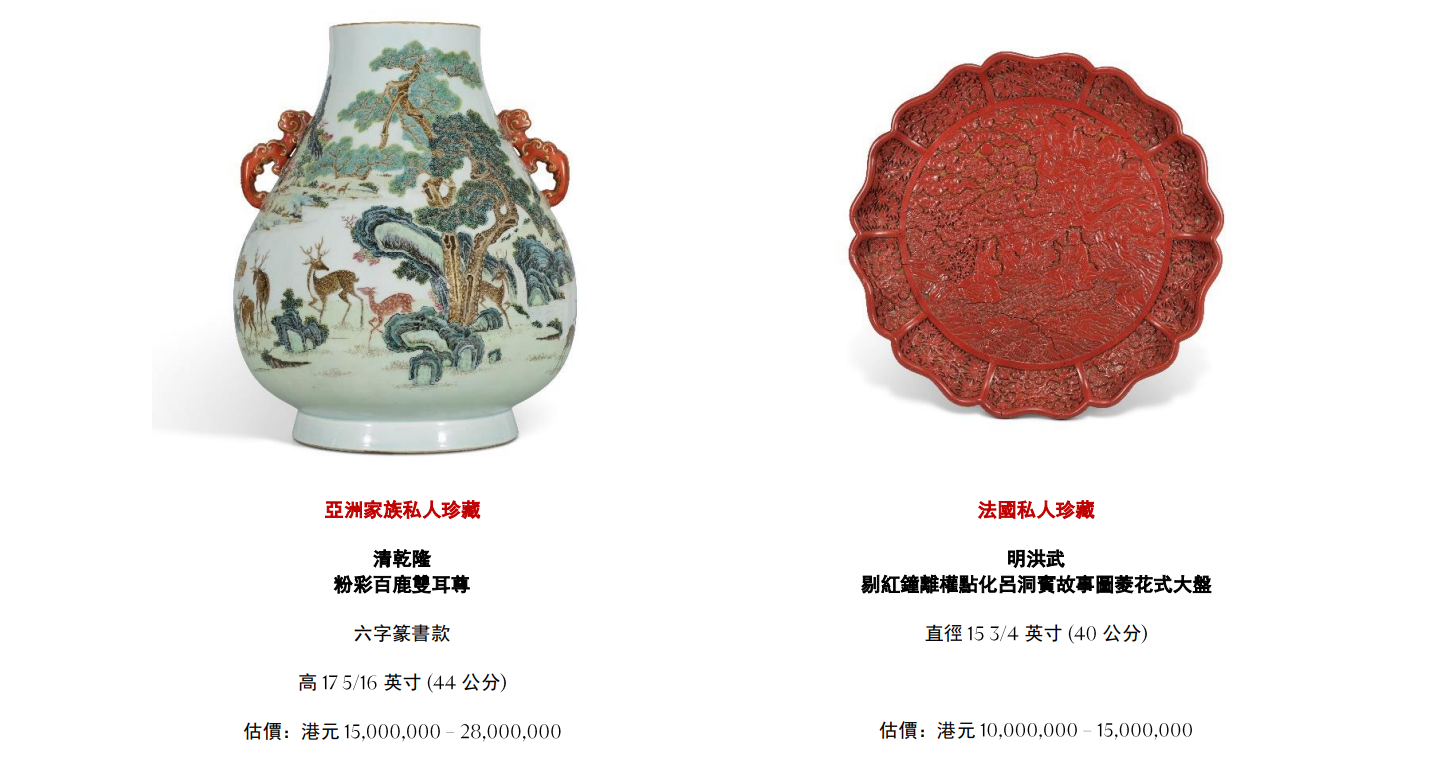 亞洲家族私人珍藏
清乾隆
粉彩百鹿雙耳尊
六字篆書款
高 17 5/16 英寸 (44 公分)
估價：港元 15,000,000 – 28,000,000
法國私人珍藏
明洪武
剔紅鐘離權點化呂洞賓故事圖菱花式大盤
直徑 15 3/4 英寸 (40 公分)
估價：港元 10,000,000 – 15,000,000